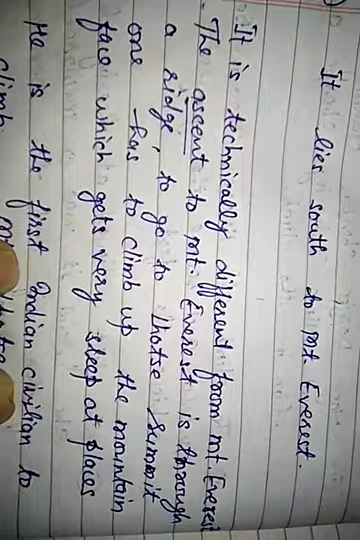 It lies south to Mt. Everest.
It is technically different from Mt. Everest
The ascent to Mt. Everest is through
a ridge, to go to Lhotse Summit
one has to climb up the mountain
face which gets very steep at places
He is the first Indian civilian to
climb